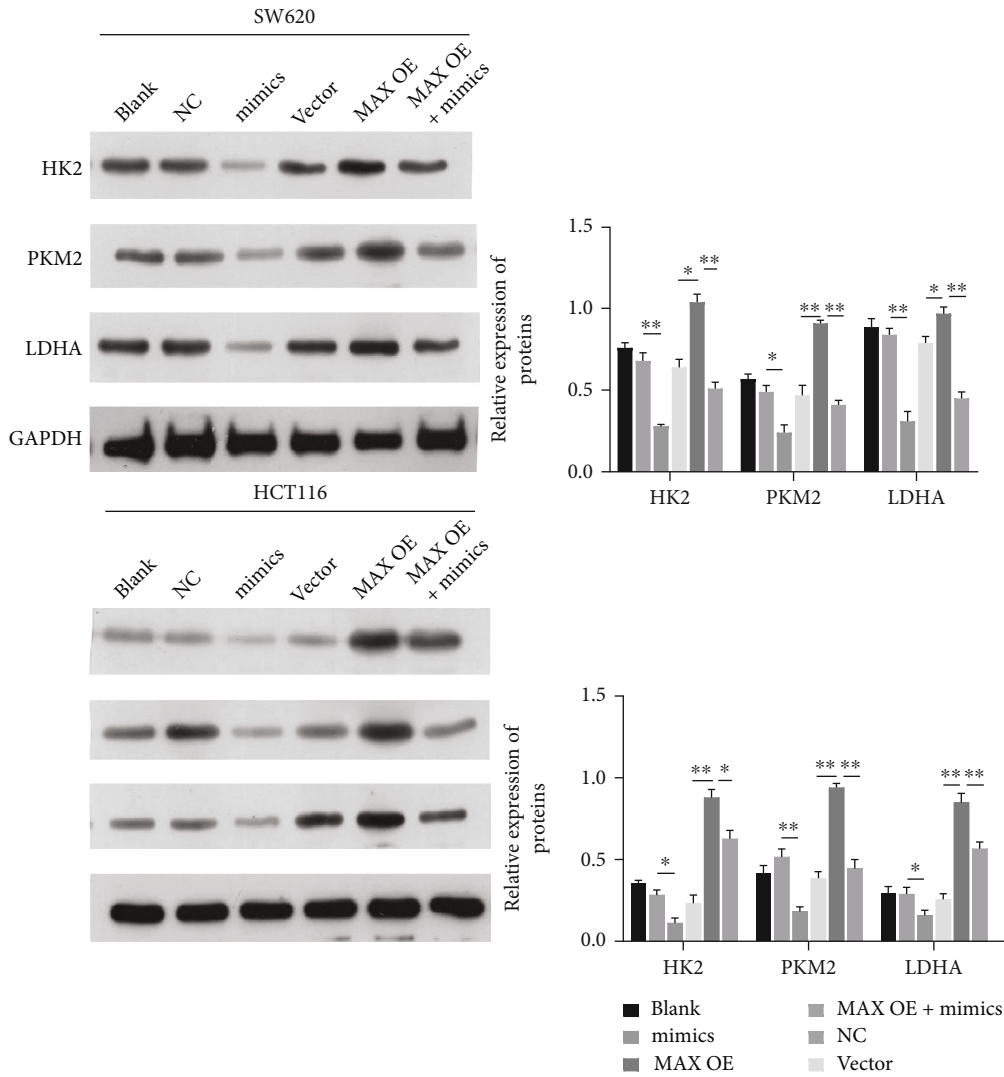 SW620
Blank
NC
mimics
Vector
MAX OE
MAX OE
+ mimics
HK2
PKM2
LDHA
GAPDH
Relative expression of
proteins
1.5
1.0
0.5
0.0
**
*
**
*
**
**
**
*
**
HK2
PKM2
LDHA
HCT116
Blank
NC
mimics
Vector
MAX OE
MAX OE
+ mimics
Relative expression of
proteins
1.5
1.0
0.5
0.0
*
**
*
**
**
**
*
**
**
HK2
PKM2
LDHA
Blank
mimics
MAX OE
MAX OE + mimics
NC
Vector